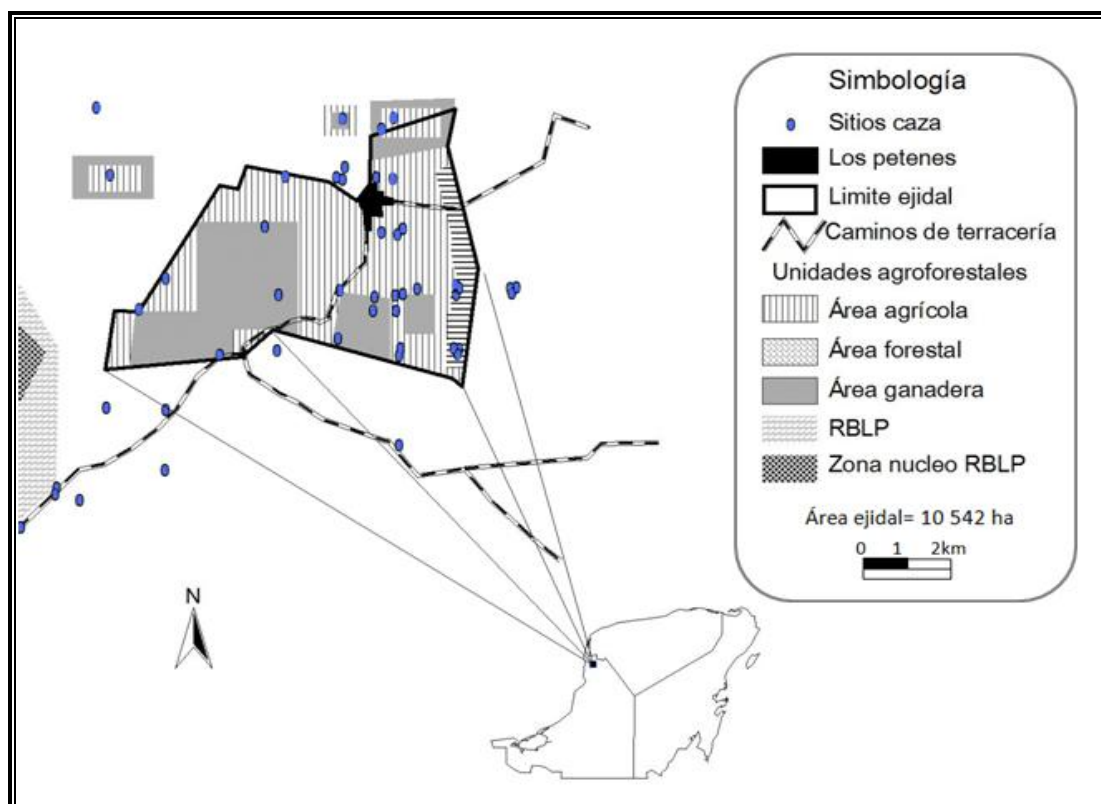 Simbología
Sitios caza
Los petenes
Limite ejidal
Caminos de terracería
Unidades agroforestales
Área agrícola
Área forestal
Área ganadera
RBLP
Zona nucleo RBLP
Área ejidal= 10 542 ha
0 1 2km
N